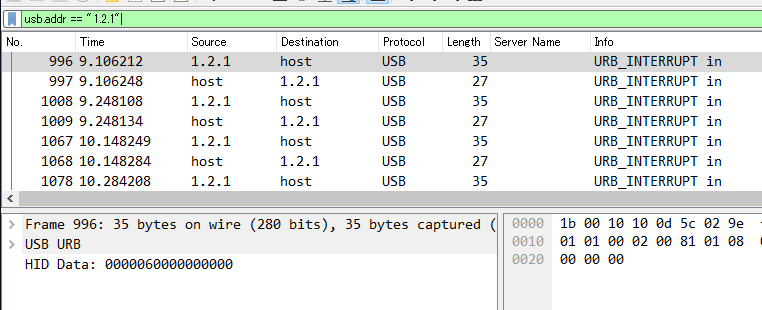 usb.addr == "1.2.1"
No. Time Source Destination Protocol Length Server Name Info
996 9.106212 1.2.1 host USB 35 URB_INTERRUPT in
997 9.106248 host 1.2.1 USB 27 URB_INTERRUPT in
1008 9.248108 1.2.1 host USB 35 URB_INTERRUPT in
1009 9.248134 host 1.2.1 USB 27 URB_INTERRUPT in
1067 10.148249 1.2.1 host USB 35 URB_INTERRUPT in
1068 10.148284 host 1.2.1 USB 27 URB_INTERRUPT in
1078 10.284208 1.2.1 host USB 35 URB_INTERRUPT in
Frame 996: 35 bytes on wire (280 bits), 35 bytes captured (
USB URB
HID Data: 0000060000000000
0000 1b 00 10 10 0d 5c 02 9e
0010 01 01 00 02 00 81 01 08
0020 00 00 00